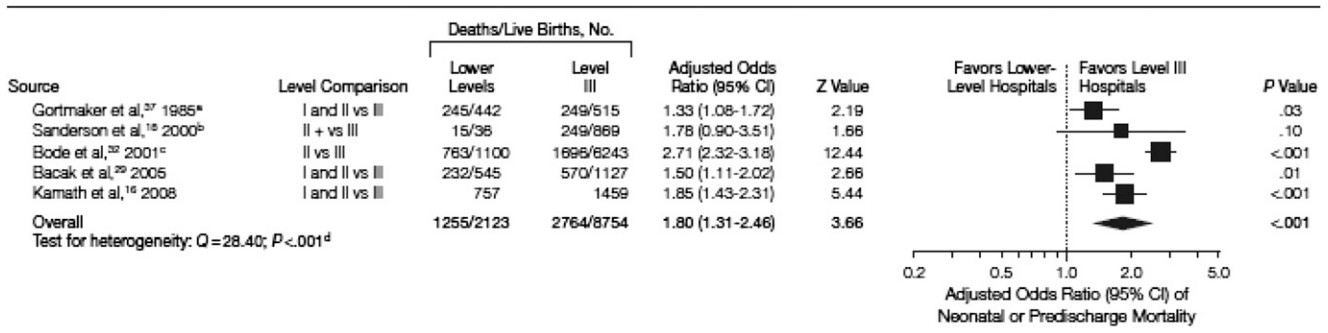 Deaths/Live Births, No.
Source Level Comparison Lower Levels Level III Adjusted Odds Ratio (95% CI) Z Value Favors Lower-Level Hospitals Favors Level III Hospitals P Value
Gortmaker et al,37 1985a I and II vs III 245/442 249/515 1.33 (1.08-1.72) 2.19 .03
Sanderson et al,18 2000b II + vs III 15/36 249/869 1.78 (0.90-3.51) 1.66 .10
Bode et al,32 2001c II vs III 763/1100 1696/6243 2.71 (2.32-3.18) 12.44 <.001
Bacak et al,29 2005 I and II vs III 232/545 570/1127 1.50 (1.11-2.02) 2.66 .01
Kamath et al,16 2008 I and II vs III 757 1459 1.85 (1.43-2.31) 5.44 <.001
Overall 1255/2123 2764/8754 1.80 (1.31-2.46) 3.66 <.001
Test for heterogeneity: Q=28.40; P<.001d
0.2 0.5 1.0 2.0 5.0
Adjusted Odds Ratio (95% CI) of
Neonatal or Predischarge Mortality